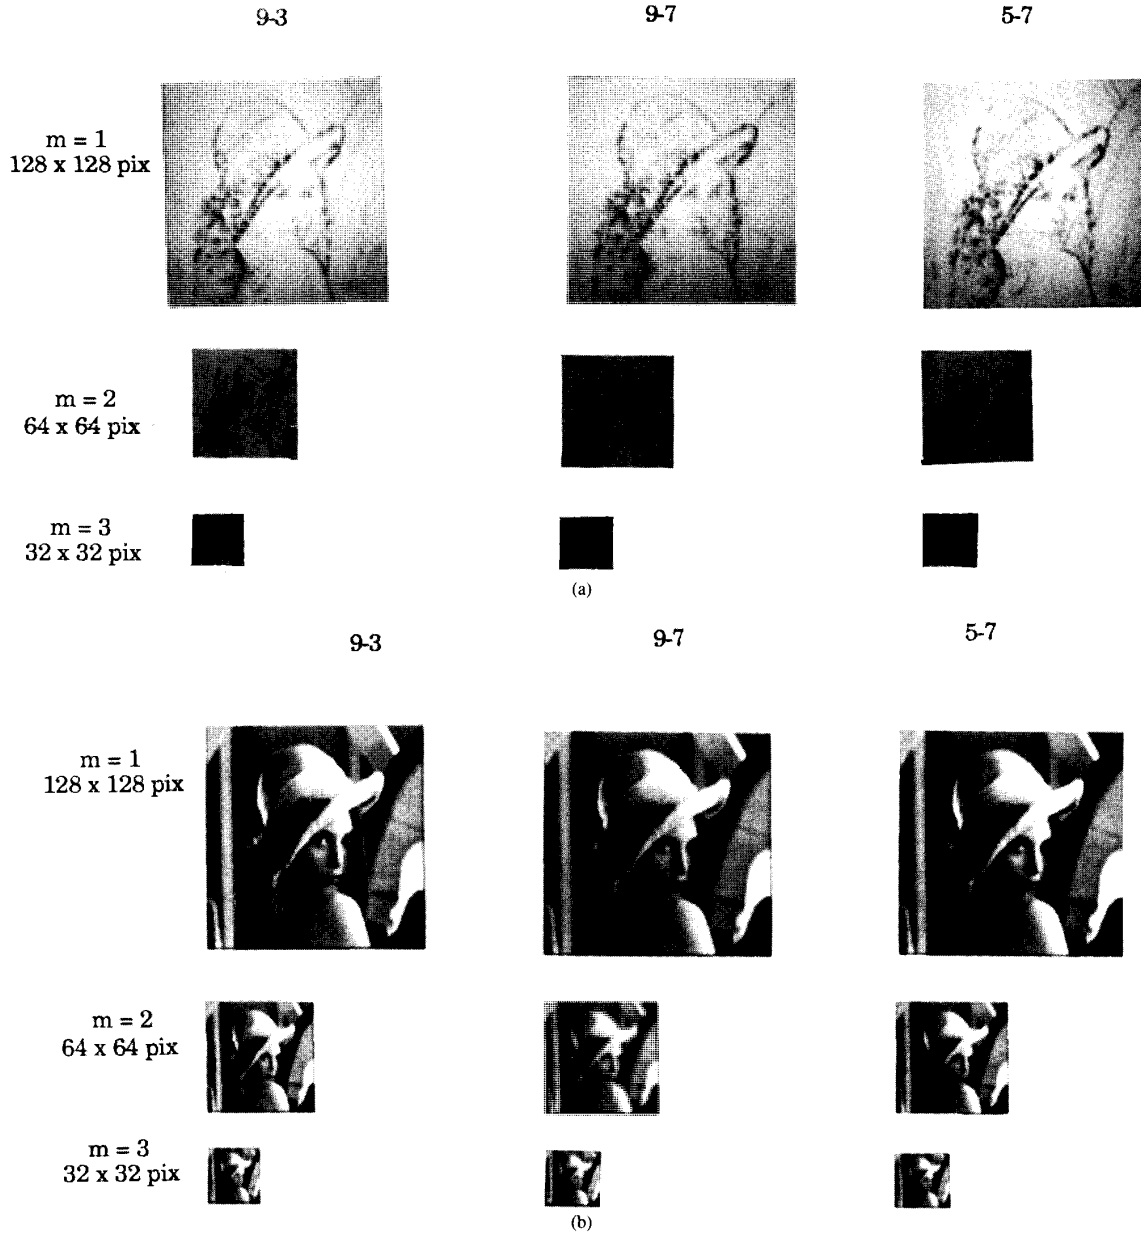 9-3 9-7 5-7
m = 1
128 x 128 pix
m = 2
64 x 64 pix
m = 3
32 x 32 pix
(a)
9-3 9-7 5-7
m = 1
128 x 128 pix
m = 2
64 x 64 pix
m = 3
32 x 32 pix
(b)